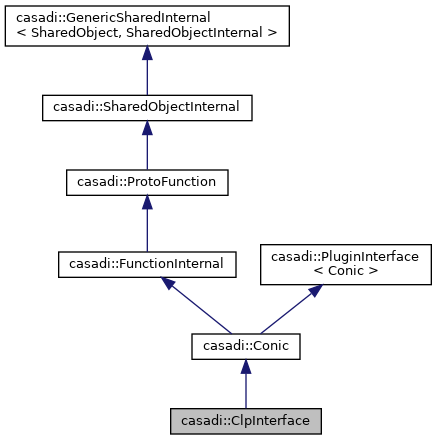 casadi::GenericSharedInternal
< SharedObject, SharedObjectInternal >
casadi::SharedObjectInternal
casadi::ProtoFunction
casadi::FunctionInternal
casadi::PluginInterface
< Conic >
casadi::Conic
casadi::ClpInterface